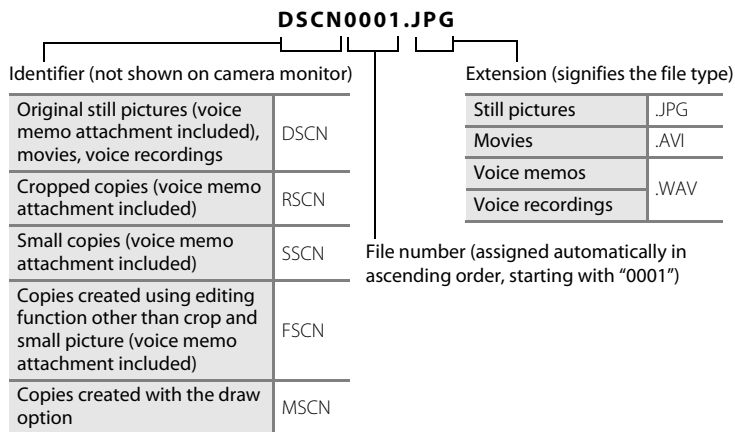 DSCN0001.JPG
Identifier (not shown on camera monitor)
Original still pictures (voice
memo attachment included),
movies, voice recordings
DSCN
Cropped copies (voice memo
attachment included)
RSCN
Small copies (voice memo
attachment included)
SSCN
Copies created using editing
function other than crop and
small picture (voice memo
attachment included)
FSCN
Copies created with the draw
option
MSCN
Extension (signifies the file type)
Still pictures
.JPG
Movies
.AVI
Voice memos
Voice recordings
.WAV
File number (assigned automatically in
ascending order, starting with “0001”)